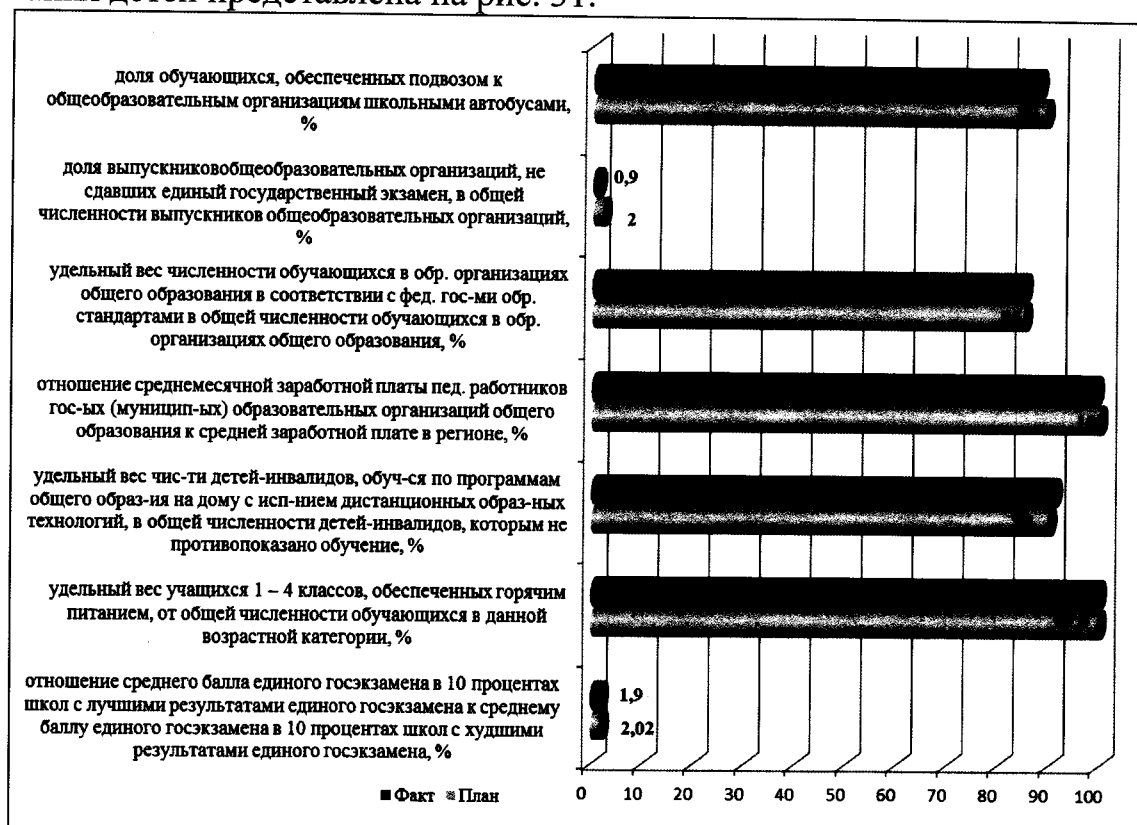 детей представлена на рис. 31.
доля обучающихся, обеспеченных подвозом к
общеобразовательным организациям школьными автобусами,
%
доля выпускниковобщеобразовательных организаций, не
сдавших единый государственный экзамен, в общей
численности выпускников общеобразовательных организаций,
%
0,9
2
удельный вес численности обучающихся в обр. организациях
общего образования в соответствии с фед. гос-ми обр.
стандартами в общей численности обучающихся в обр.
организациях общего образования, %
отношение среднемесячной заработной платы пед. работников
гос-ых (муницип-ых) образовательных организаций общего
образования к средней заработной плате в регионе, %
удельный вес чис-ти детей-инвалидов, обуч-ся по программам
общего образ-ия на дому с исп-нием дистанционных образ-ных
технологий, в общей численности детей-инвалидов, которым не
противопоказано обучение, %
удельный вес учащихся 1 – 4 классов, обеспеченных горячим
питанием, от общей численности обучающихся в данной
возрастной категории, %
отношение среднего балла единого госэкзамена в 10 процентах
школ с лучшими результатами единого госэкзамена к среднему
баллу единого госэкзамена в 10 процентах школ с худшими
результатами единого госэкзамена, %
1,9
2,02
Факт План
0 10 20 30 40 50 60 70 80 90 100